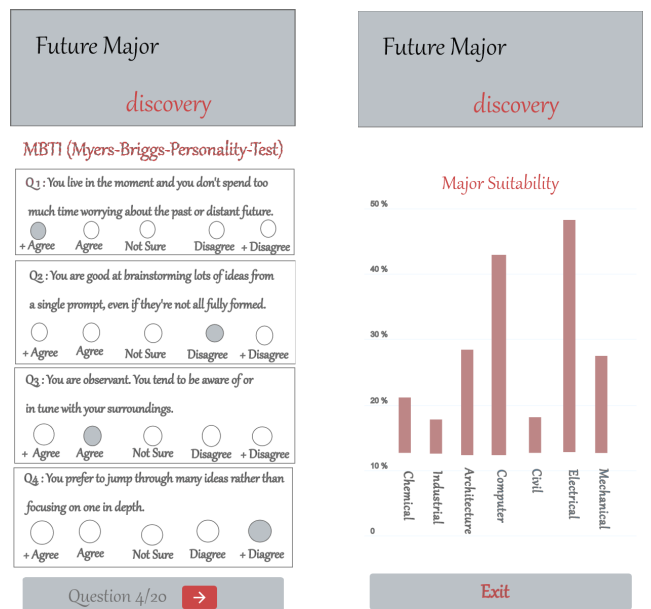 Future Major
discovery
MBTI (Myers-Briggs-Personality-Test)
Q1 : You live in the moment and you don't spend too
much time worrying about the past or distant future.
+ Agree Agree Not Sure Disagree + Disagree
Q2 : You are good at brainstorming lots of ideas from
a single prompt, even if they're not all fully formed.
+ Agree Agree Not Sure Disagree + Disagree
Q3 : You are observant. You tend to be aware of or
in tune with your surroundings.
+ Agree Agree Not Sure Disagree + Disagree
Q4 : You prefer to jump through many ideas rather than
focusing on one in depth.
+ Agree Agree Not Sure Diagree + Diagree
Question 4/20
Future Major
discovery
Major Suitability
50 %
40 %
30 %
20 %
10 %
0
Chemical
Industrial
Architecture
Computer
Civil
Electrical
Mechanical
Exit